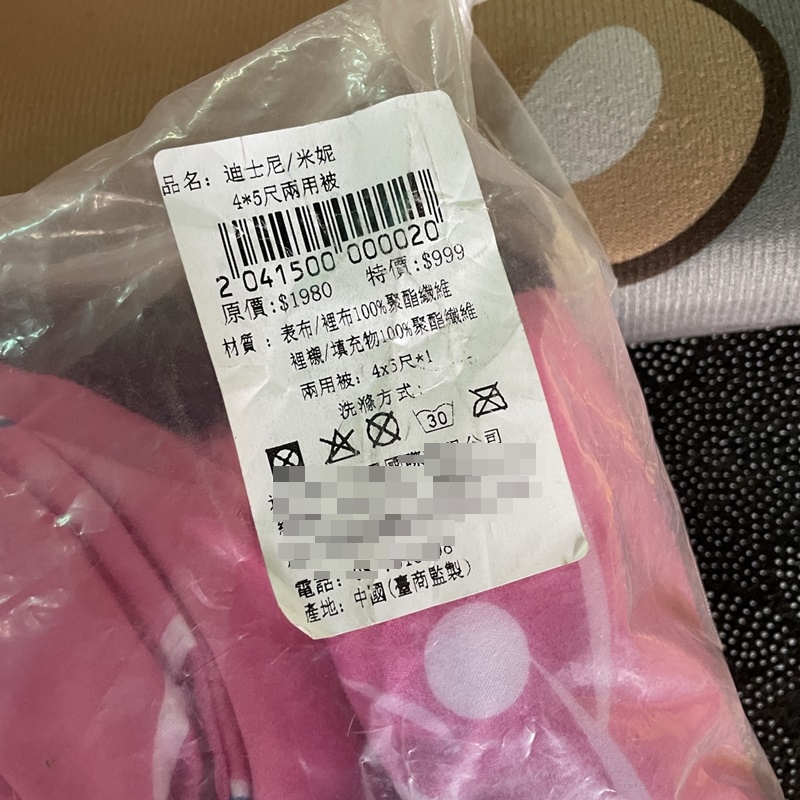 品名: 迪士尼/米妮
4*5尺兩用被
2 041500 000020
原價:$1980 特價:$999
材質: 表布/裡布100%聚酯纖維
裡襯/填充物100%聚酯纖維
兩用被: 4x5尺*1
洗滌方式:
30
公司
電話:
產地: 中國(臺商監製)